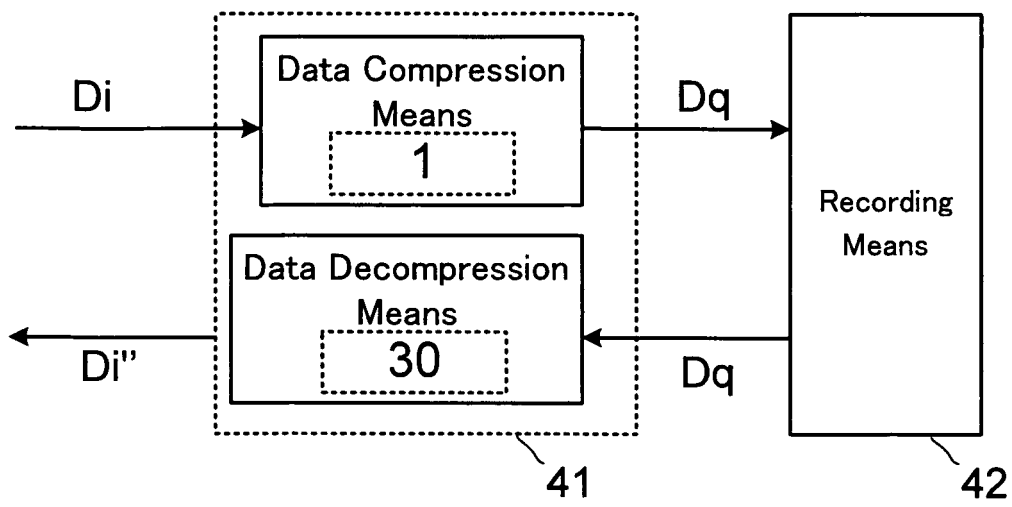 Di
Data Compression
Means
1
Dq
Data Decompression
Means
30
Di"
Dq
Recording
Means
41
42